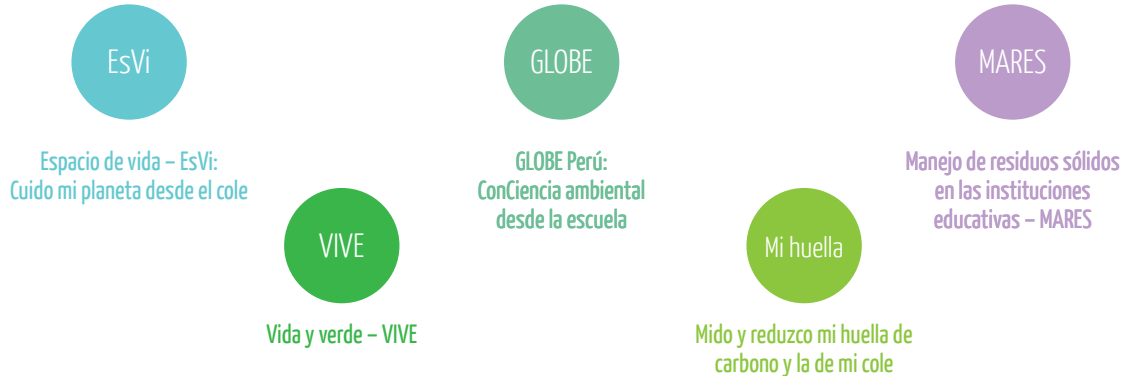 EsVi
Espacio de vida – EsVi:
Cuido mi planeta desde el cole
VIVE
Vida y verde – VIVE
GLOBE
GLOBE Perú:
ConCiencia ambiental
desde la escuela
Mi huella
Mido y reduzco mi huella de
carbono y la de mi cole
MARES
Manejo de residuos sólidos
en las instituciones
educativas – MARES